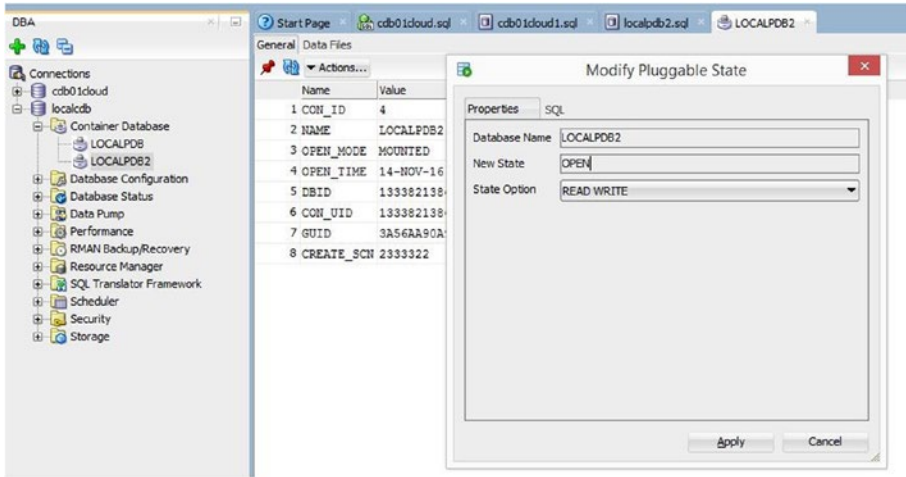 DBA
Connections
cdb01cloud
localcdb
Container Database
LOCALPDB
LOCALPDB2
Database Configuration
Database Status
Data Pump
Performance
RMAN Backup/Recovery
Resource Manager
SQL Translator Framework
Scheduler
Security
Storage
Start Page cdb01cloud.sql cdb01cloud1.sql localpdb2.sql LOCALPDB2
General Data Files
Actions...
Name Value
1 CON_ID 4
2 NAME LOCALPDB2
3 OPEN_MODE MOUNTED
4 OPEN_TIME 14-NOV-16
5 DBID 133382138
6 CON_UID 133382138
7 GUID 3A56AA90A
8 CREATE_SCN 2333322
Modify Pluggable State
Properties SQL
Database Name LOCALPDB2
New State OPEN
State Option READ WRITE
Apply Cancel